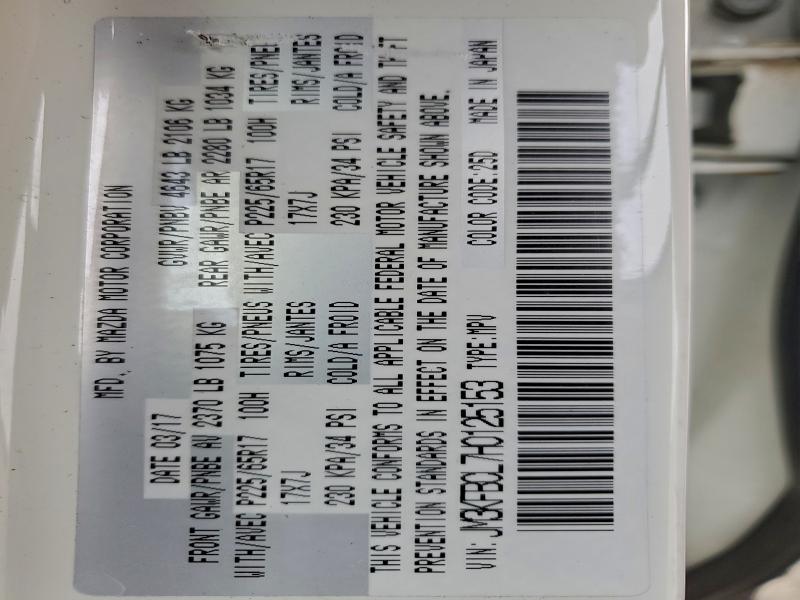 MFD. BY MAZDA MOTOR CORPORATION
DATE 03/17 GVWR/PNBV 4643 LB 2106 KG
FRONT GAWR/PNBE AV 2370 LB 1075 KG REAR GAWR/PNBE AR 2280 LB 1034 KG
WITH/AVEC P225/65R17 100H TIRES/PNEUS WITH/AVEC P225/65R17 100H TIRES/PNEU
17X7J RIMS/JANTES 17X7J RIMS/JANTES
230 KPA/34 PSI COLD/A FROID 230 KPA/34 PSI COLD/A FROID
THIS VEHICLE CONFORMS TO ALL APPLICABLE FEDERAL MOTOR VEHICLE SAFETY AND THEFT
PREVENTION STANDARDS IN EFFECT ON THE DATE OF MANUFACTURE SHOWN ABOVE.
VIN: JM3KFBCL7H0125153 TYPE:MPV COLOR CODE:25D MADE IN JAPAN